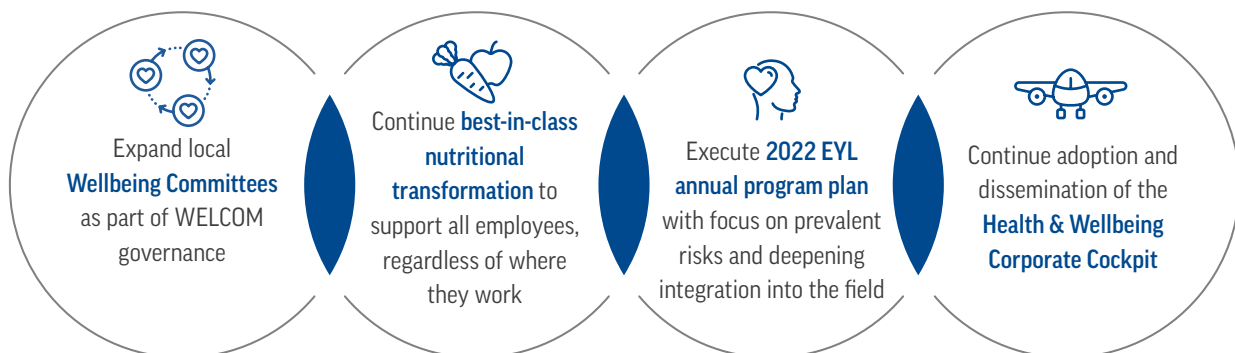 Expand local
Wellbeing Committees
as part of WELCOM
governance
Continue best-in-class
nutritional
transformation to
support all employees,
regardless of where
they work
Execute 2022 EYL
annual program plan
with focus on prevalent
risks and deepening
integration into the field
Continue adoption and
dissemination of the
Health & Wellbeing
Corporate Cockpit